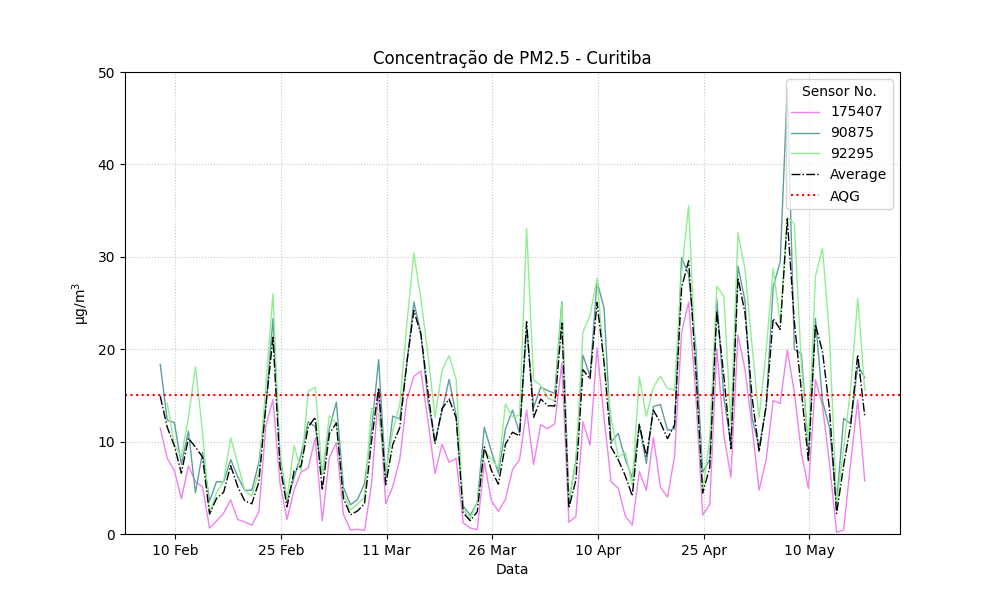 Concentração de PM2.5 - Curitiba
50
40
30
20
10
0
μg/m³
Sensor No.
175407
90875
92295
Average
AQG
10 Feb
25 Feb
11 Mar
26 Mar
10 Apr
25 Apr
10 May
Data